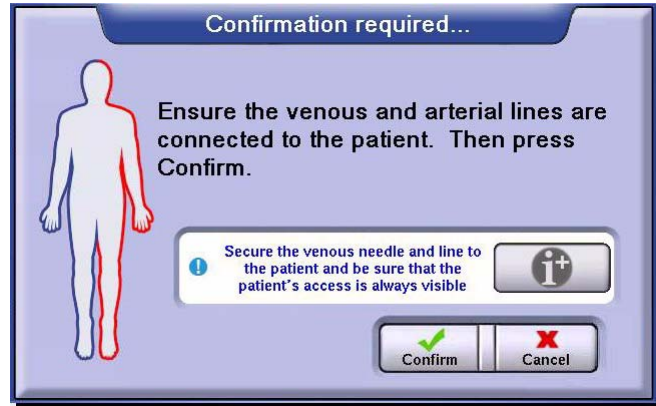 Confirmation required...
Ensure the venous and arterial lines are
connected to the patient.  Then press
Confirm.
Secure the venous needle and line to
the patient and be sure that the
patient's access is always visible
Confirm
Cancel